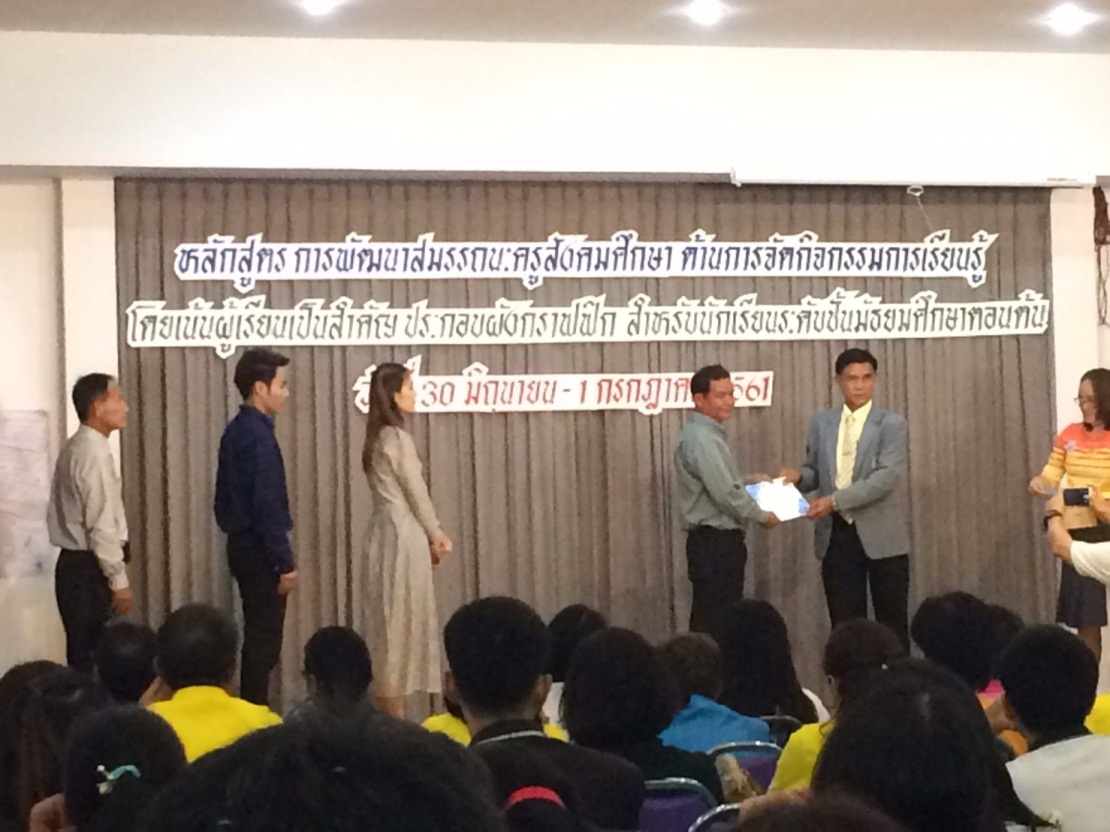 หลักสูตร การพัฒนาสมรรถนะครูสังคมศึกษา ด้านการจัดกิจกรรมการเรียนรู้
โดยเน้นผู้เรียนเป็นสำคัญ ประกอบผังกราฟฟิก สำหรับนักเรียนระดับชั้นมัธยมศึกษาตอนต้น
30 มิถุนายน - 1 กรกฎาค 561